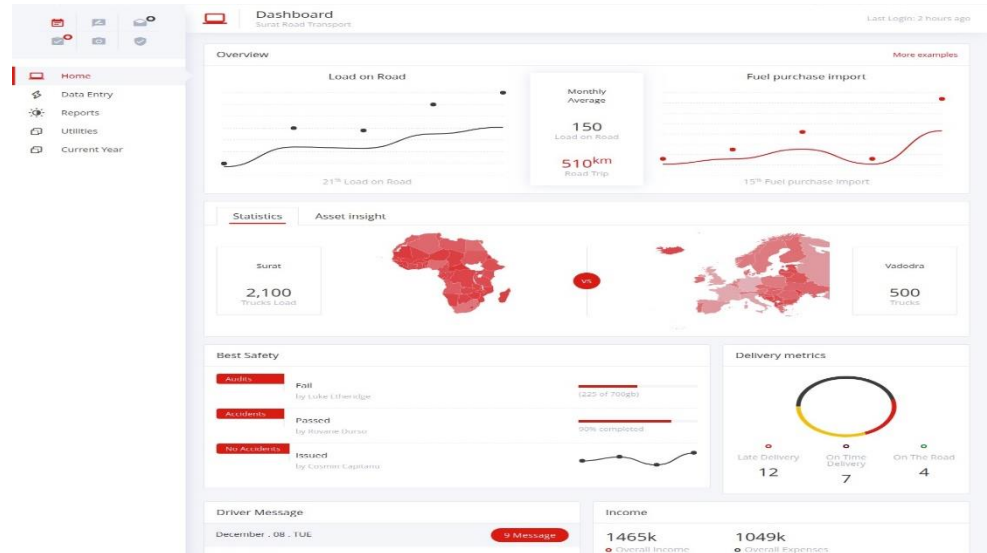 Dashboard
Surat Road Transport
Last Login: 2 hours ago
Home
Data Entry
Reports
Utilities
Current Year
Overview
More examples
Load on Road
21% Load on Road
Monthly
Average
150
Load on Road
510km
Road Trip
Fuel purchase import
15% Fuel purchase Import
Statistics
Asset insight
Surat
2,100
Trucks Load
VS
Vadodra
500
Trucks
Best Safety
Audits
Fail
by Luke Etheridge
(225 of 700gb)
Accidents
Passed
by Roxane Dorso
90% completed
No Accidents
Issued
by Cosmin Capitanu
Delivery metrics
Late Delivery
12
On Time
Delivery
7
On The Road
4
Driver Message
December . 08 . TUE
9 Message
Income
1465k
Overall Income
1049k
Overall Expenses